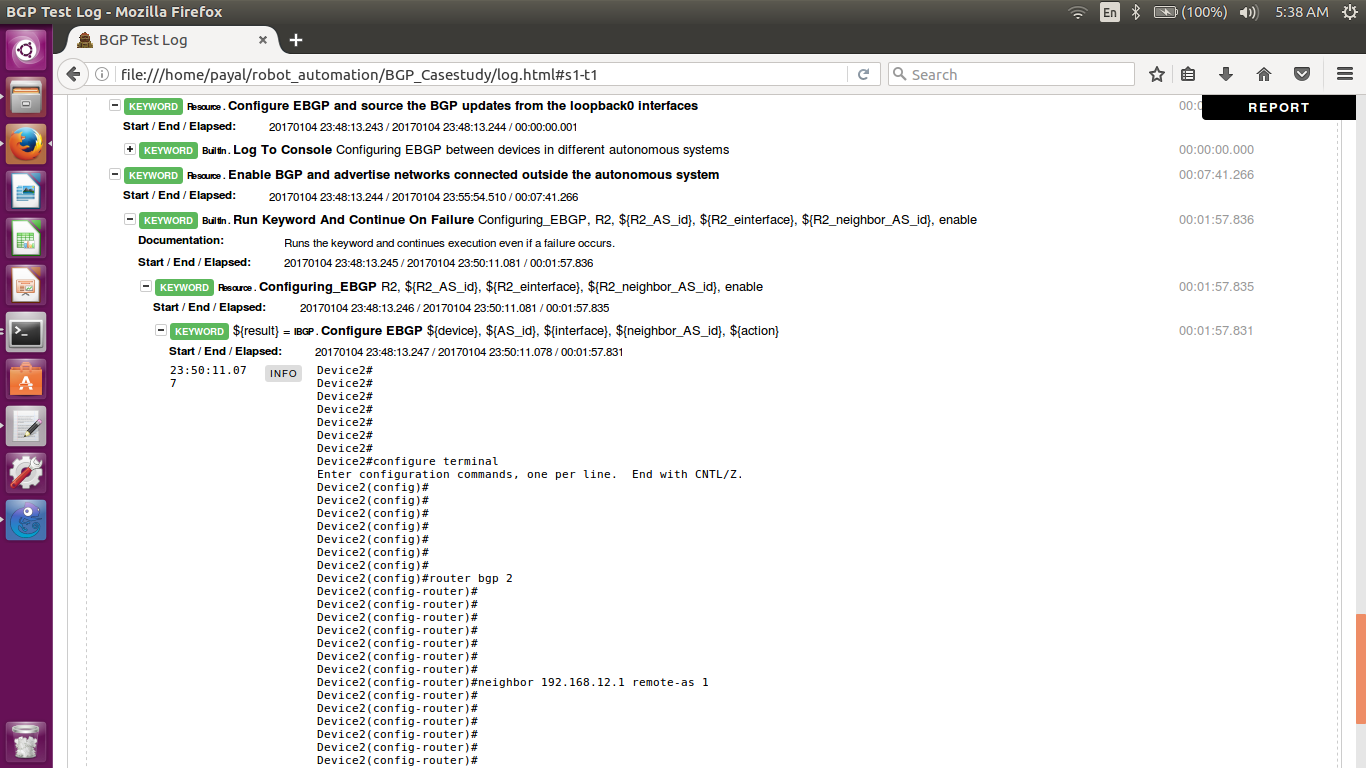 BGP Test Log - Mozilla Firefox
En
(100%)
5:38 AM
BGP Test Log
file:///home/payal/robot_automation/BGP_Casestudy/log.html#s1-t1
Search
KEYWORD Resource . Configure EBGP and source the BGP updates from the loopback0 interfaces 00:0
REPORT
Start / End / Elapsed: 20170104 23:48:13.243 / 20170104 23:48:13.244 / 00:00:00.001
KEYWORD BuiltIn . Log To Console Configuring EBGP between devices in different autonomous systems 00:00:00.000
KEYWORD Resource . Enable BGP and advertise networks connected outside the autonomous system 00:07:41.266
Start / End / Elapsed: 20170104 23:48:13.244 / 20170104 23:55:54.510 / 00:07:41.266
KEYWORD BuiltIn . Run Keyword And Continue On Failure Configuring_EBGP, R2, ${R2_AS_id}, ${R2_einterface}, ${R2_neighbor_AS_id}, enable 00:01:57.836
Documentation: Runs the keyword and continues execution even if a failure occurs.
Start / End / Elapsed: 20170104 23:48:13.245 / 20170104 23:50:11.081 / 00:01:57.836
KEYWORD Resource . Configuring_EBGP R2, ${R2_AS_id}, ${R2_einterface}, ${R2_neighbor_AS_id}, enable 00:01:57.835
Start / End / Elapsed: 20170104 23:48:13.246 / 20170104 23:50:11.081 / 00:01:57.835
KEYWORD ${result} = IBGP . Configure EBGP ${device}, ${AS_id}, ${interface}, ${neighbor_AS_id}, ${action} 00:01:57.831
Start / End / Elapsed: 20170104 23:48:13.247 / 20170104 23:50:11.078 / 00:01:57.831
23:50:11.07
7
INFO
Device2#
Device2#
Device2#
Device2#
Device2#
Device2#
Device2#
Device2#configure terminal
Enter configuration commands, one per line.  End with CNTL/Z.
Device2(config)#
Device2(config)#
Device2(config)#
Device2(config)#
Device2(config)#
Device2(config)#
Device2(config)#
Device2(config)#router bgp 2
Device2(config-router)#
Device2(config-router)#
Device2(config-router)#
Device2(config-router)#
Device2(config-router)#
Device2(config-router)#
Device2(config-router)#
Device2(config-router)#neighbor 192.168.12.1 remote-as 1
Device2(config-router)#
Device2(config-router)#
Device2(config-router)#
Device2(config-router)#
Device2(config-router)#
Device2(config-router)#